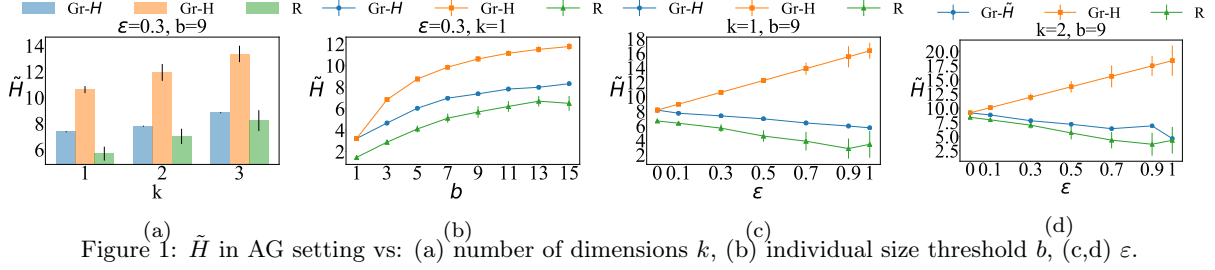 Gr-H̃ Gr-H R Gr-H̃ Gr-H R Gr-H̃ Gr-H R Gr-H̃ Gr-H R
ε=0.3, b=9
14
12
10
8
6
H̃
1 2 3
k
(a)
ε=0.3, k=1
12
10
8
6
4
2
H̃
1 3 5 7 9 11 13 15
b
(b)
k=1, b=9
18
16
14
12
10
8
6
4
2
H̃
0 0.1 0.3 0.5 0.7 0.9 1
ε
(c)
k=2, b=9
20.0
17.5
15.0
12.5
10.0
7.5
5.0
2.5
H̃
0 0.1 0.3 0.5 0.7 0.9 1
ε
(d)
Figure 1: H̃ in AG setting vs: (a) number of dimensions k, (b) individual size threshold b, (c,d) ε.